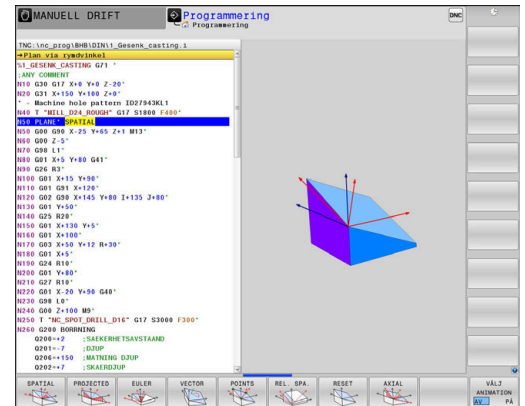 MANUELL DRIFT
Programmering
Programmering
DNC
TNC:\nc_prog\BHB\DIN\1_Gesenk_casting.i
→Plan via rymdvinkel
%1_GESENK_CASTING G71 *
;ANY COMMENT
N10 G30 G17 X+0 Y+0 Z-20*
N20 G31 X+150 Y+100 Z+0*
* - Machine hole pattern ID27943KL1
N40 T "MILL_D24_ROUGH" G17 S1800 F400*
N50 PLANE* SPATIAL
N50 G00 G90 X-25 Y+65 Z+1 M13*
N60 G00 Z-5*
N70 G98 L1*
N80 G01 X+5 Y+80 G41*
N90 G26 R3*
N100 G01 X+15 Y+90*
N110 G01 G91 X+120*
N120 G02 G90 X+145 Y+80 I+135 J+80*
N130 G01 Y+50*
N140 G25 R20*
N150 G01 X+130 Y+5*
N160 G01 X+100*
N170 G03 X+50 Y+12 R+30*
N180 G01 X+5*
N190 G24 R10*
N200 G01 Y+80*
N210 G27 R10*
N220 G01 X-20 Y+90 G40*
N230 G98 L0*
N240 G00 Z+100 M9*
N250 T "NC_SPOT_DRILL_D16" G17 S3000 F300*
N260 G200 BORRNING
Q200=+2 ;SAEKERHETSAVSTAAND
Q201=-7 ;DJUP
Q206=+150 ;MATNING DJUP
Q202=+7 ;SKAERDJUP
SPATIAL
PROJECTED
EULER
VECTOR
POINTS
REL. SPA.
RESET
AXIAL
VÄLJ
ANIMATION
AV PÅ